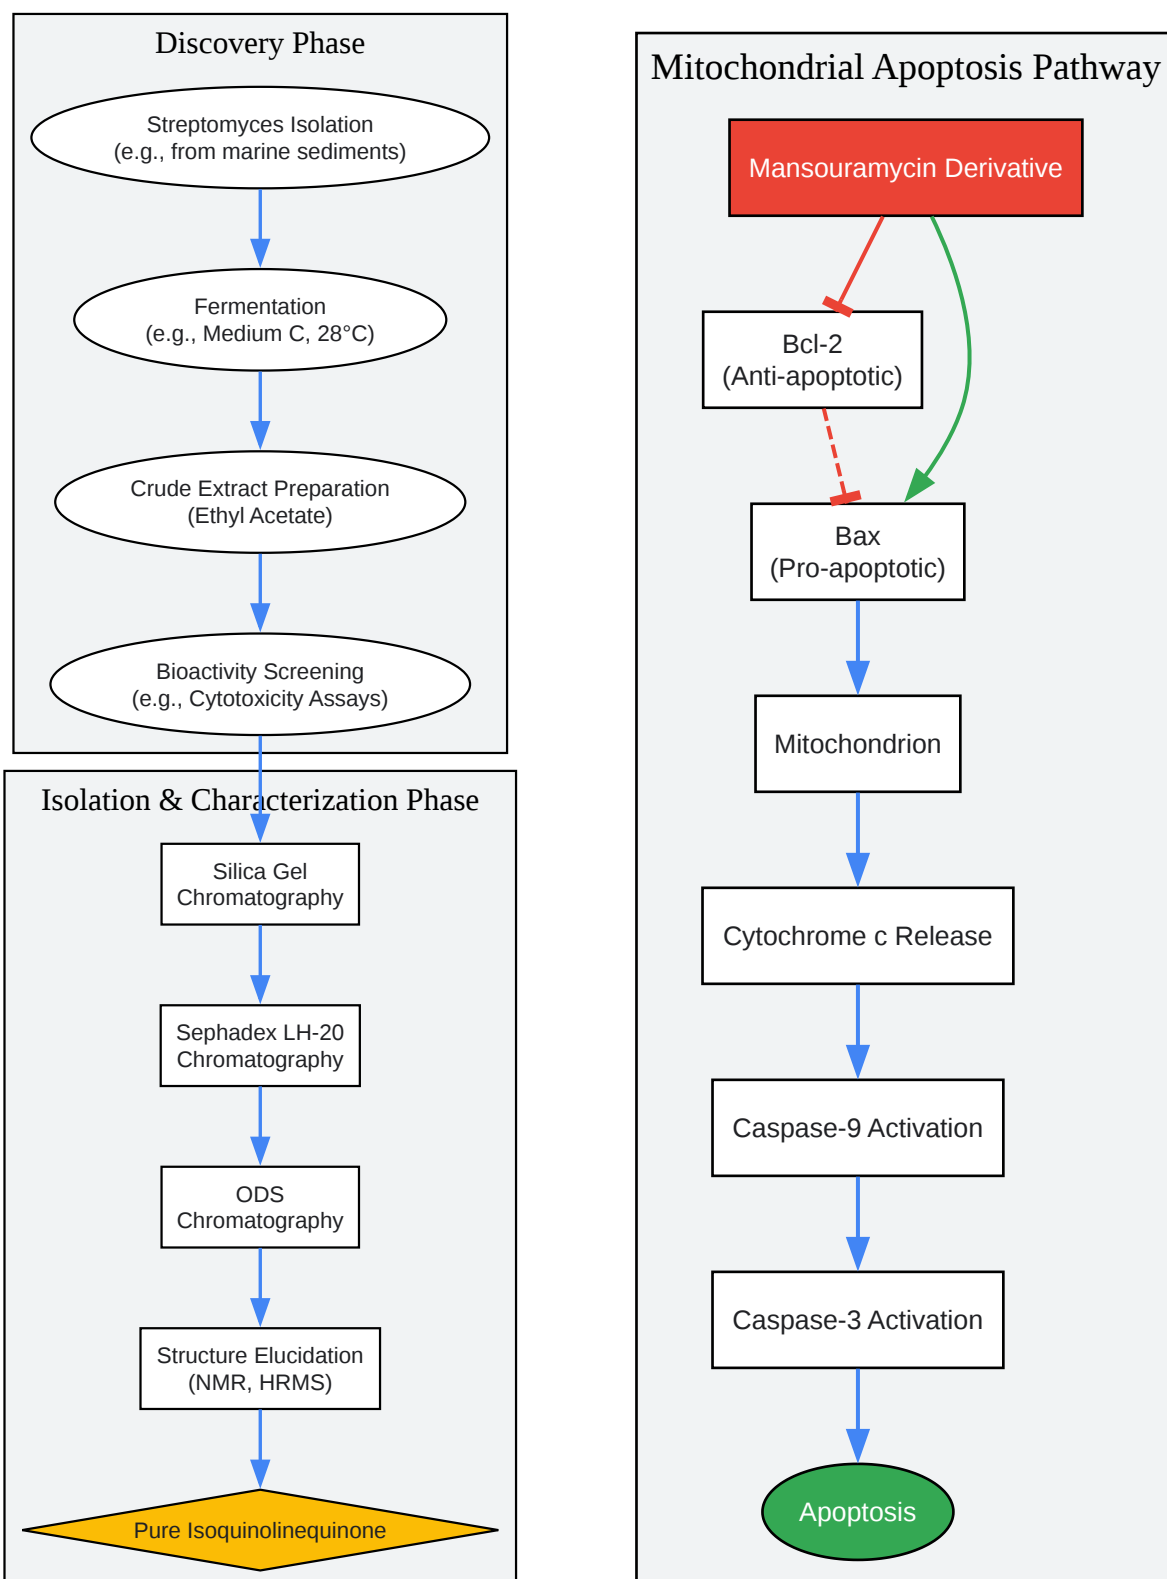 Discovery Phase
Streptomyces Isolation
(e.g., from marine sediments)
Fermentation
(e.g., Medium C, 28°C)
Crude Extract Preparation
(Ethyl Acetate)
Bioactivity Screening
(e.g., Cytotoxicity Assays)
Isolation & Characterization Phase
Silica Gel
Chromatography
Sephadex LH-20
Chromatography
ODS
Chromatography
Structure Elucidation
(NMR, HRMS)
Pure Isoquinolinequinone
Mitochondrial Apoptosis Pathway
Mansouramycin Derivative
Bcl-2
(Anti-apoptotic)
Bax
(Pro-apoptotic)
Mitochondrion
Cytochrome c Release
Caspase-9 Activation
Caspase-3 Activation
Apoptosis